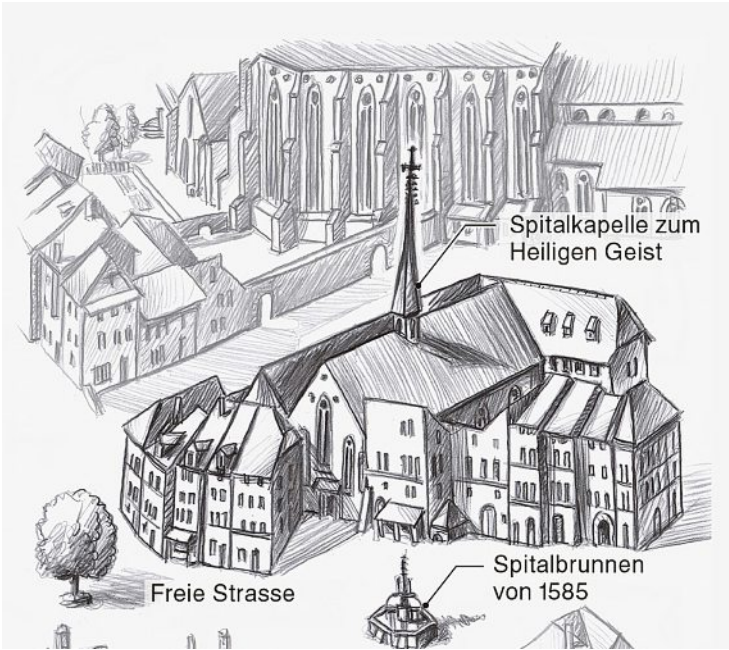 Spitalkapelle zum
Heiligen Geist
Spitalbrunnen
von 1585
Freie Strasse